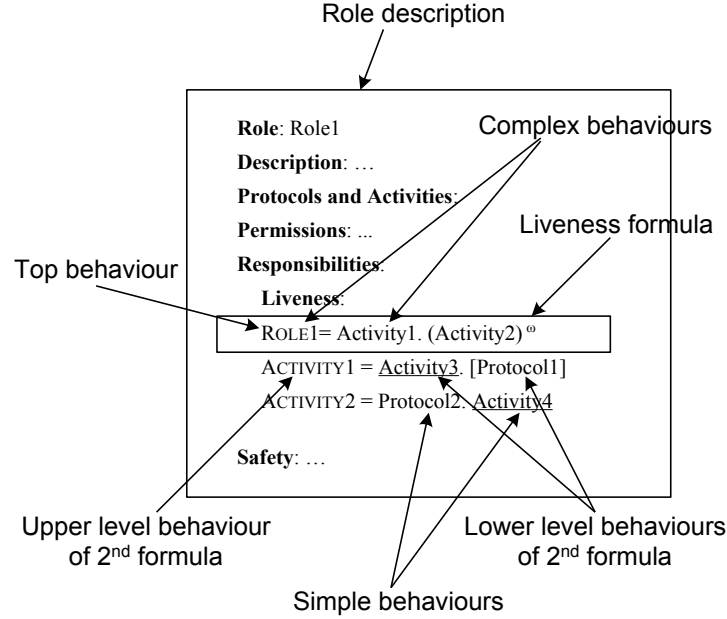 Role description
Role: Role1
Complex behaviours
Description: …
Protocols and Activities:
Permissions: ...
Liveness formula
Top behaviour
Responsibilities:
Liveness:
ROLE1= Activity1. (Activity2) ω
ACTIVITY1 = Activity3. [Protocol1]
ACTIVITY2 = Protocol2. Activity4
Safety: …
Upper level behaviour
of 2nd formula
Lower level behaviours
of 2nd formula
Simple behaviours